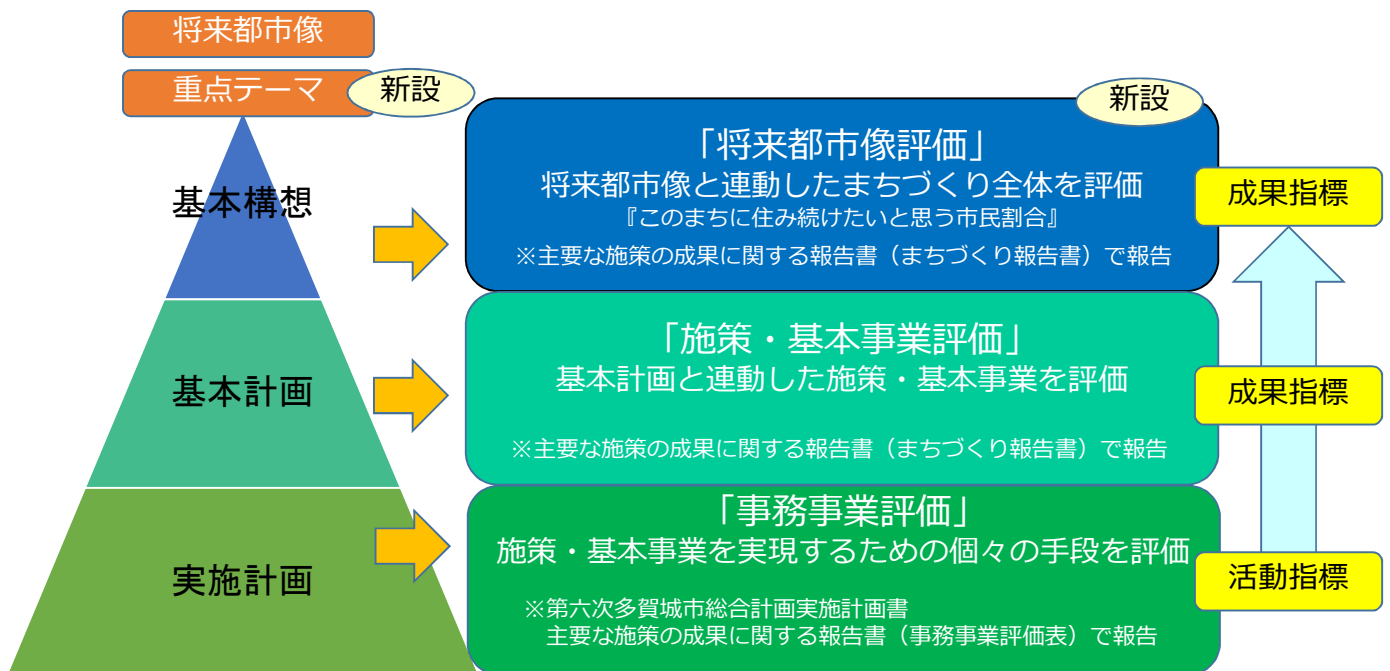 将来都市像
重点テーマ
新設
新設
基本構想
「将来都市像評価」
将来都市像と連動したまちづくり全体を評価
『このまちに住み続けたいと思う市民割合』
※主要な施策の成果に関する報告書（まちづくり報告書）で報告
成果指標
基本計画
「施策・基本事業評価」
基本計画と連動した施策・基本事業を評価
※主要な施策の成果に関する報告書（まちづくり報告書）で報告
成果指標
実施計画
「事務事業評価」
施策・基本事業を実現するための個々の手段を評価
※第六次多賀城市総合計画実施計画書
主要な施策の成果に関する報告書（事務事業評価表）で報告
活動指標